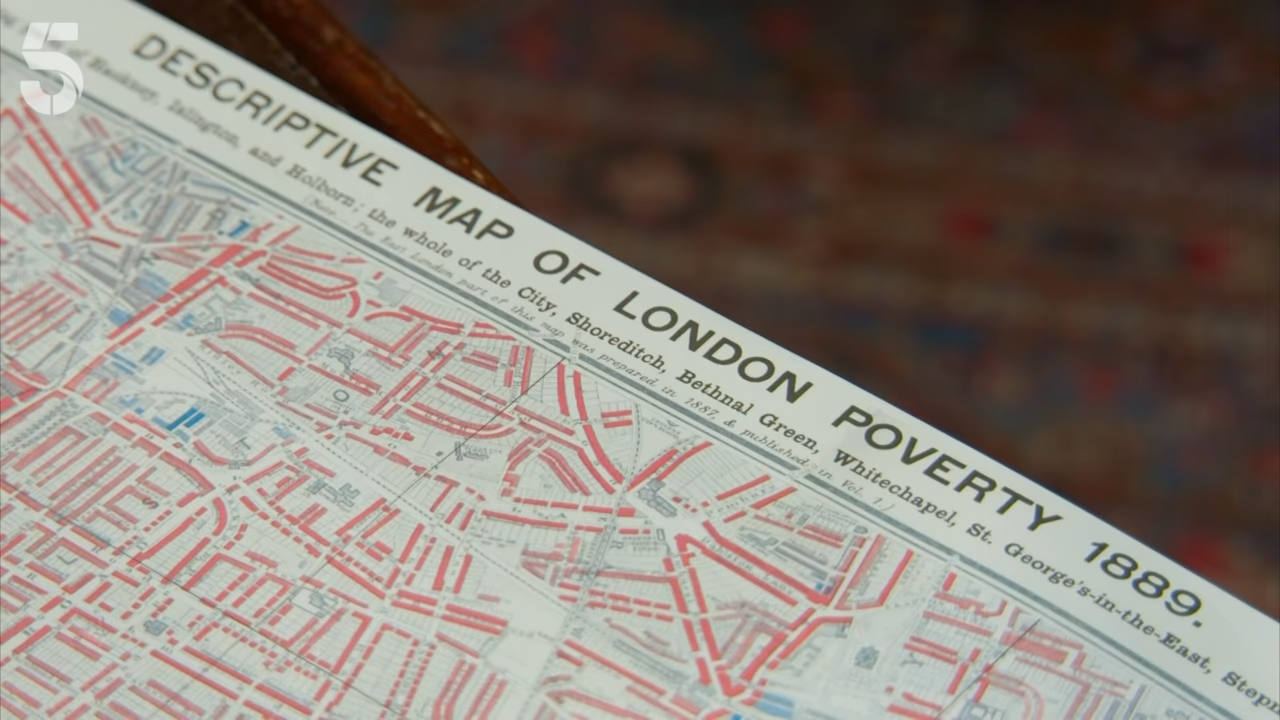 5
DESCRIPTIVE MAP OF LONDON POVERTY 1889.
of Hackney, Islington, and Holborn; the whole of the City, Shoreditch, Bethnal Green, Whitechapel, St. George's-in-the-East, Step
(Note.— The East London part of this map was prepared in 1887, & published in Vol. 1.)